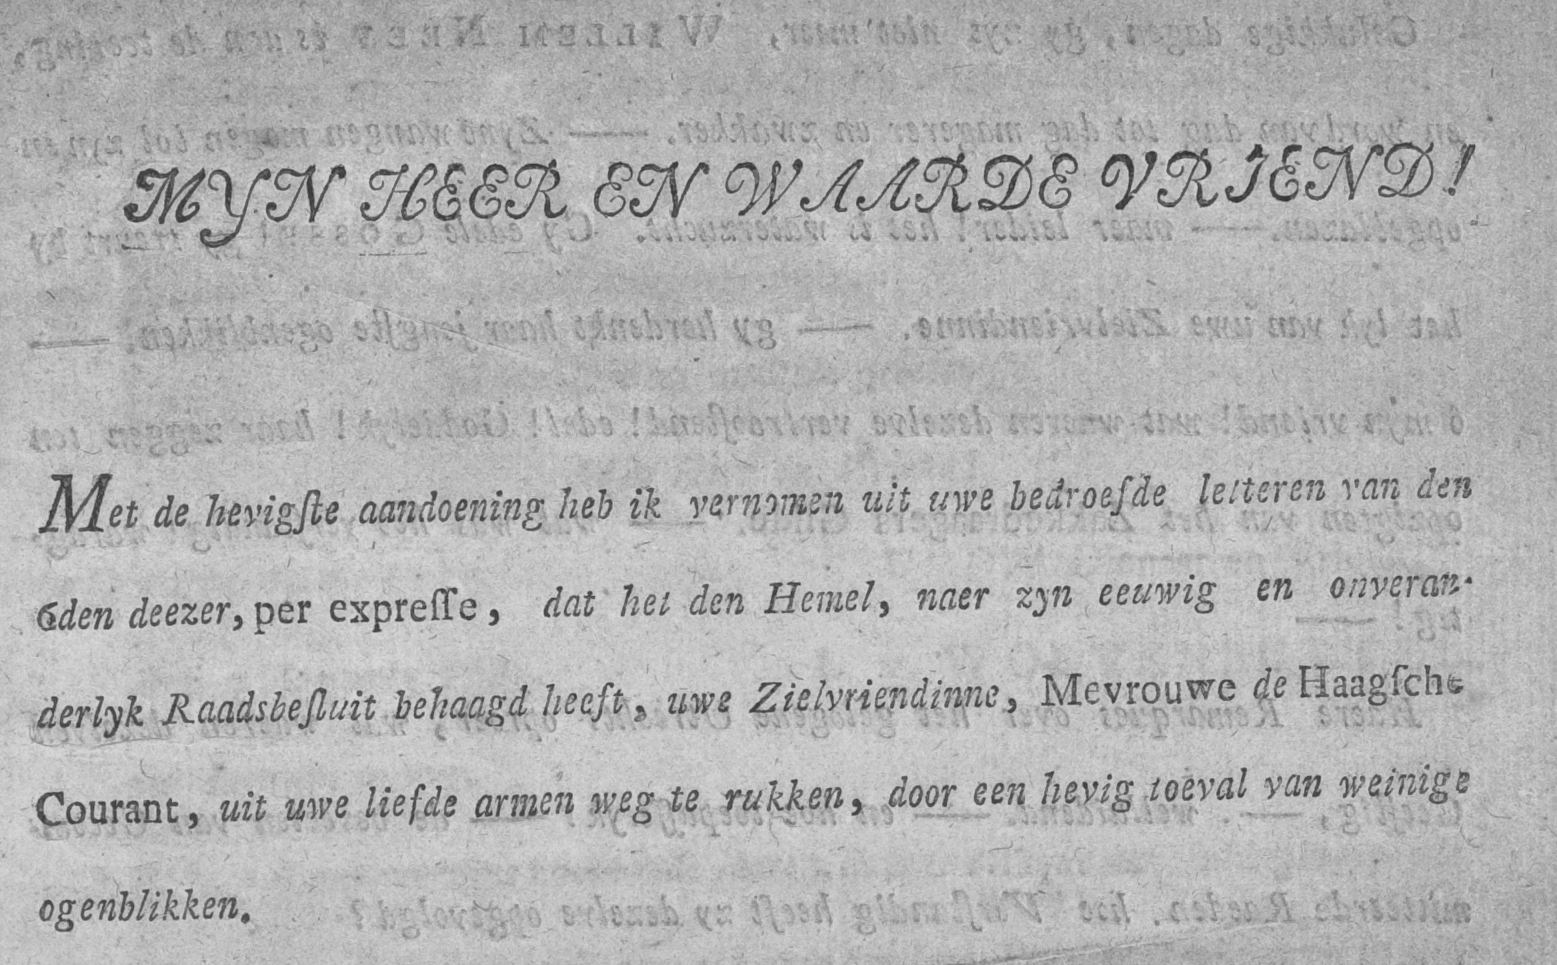 MYN HEER EN WAARDE VRIEND!
Met de hevigſte aandoening heb ik vernomen uit uwe bedroefde letteren van den
6den deezer, per expreſſe, dat het den Hemel, naer zyn eeuwig en onveran-
derlyk Raadsbeſluit behaagd heeft, uwe Zielvriendinne, Mevrouwe de Haagſche
Courant, uit uwe liefde armen weg te rukken, door een hevig toeval van weinige
ogenblikken.